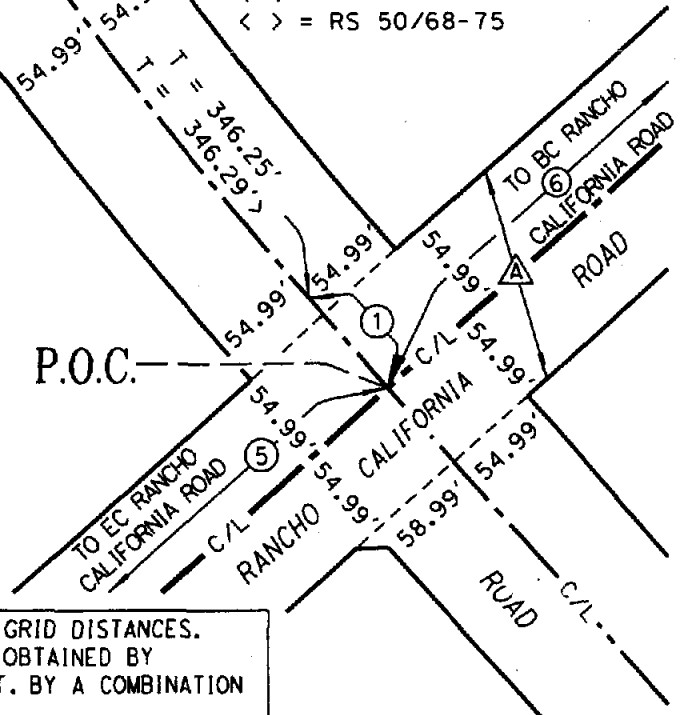 < > = RS 50/68-75
54.99'
54.
T = 346.25'
T = 346.29'>
54.99'
54.99'
54.99'
54.99'
54.99'
54.99'
54.99'
58.99'
TO BC RANCHO
CALIFORNIA ROAD
6
A
1
5
P.O.C.
C/L
RANCHO CALIFORNIA ROAD
C/L
TO EC RANCHO
CALIFORNIA ROAD
ROAD
C/L
GRID DISTANCES.
OBTAINED BY
T. BY A COMBINATION